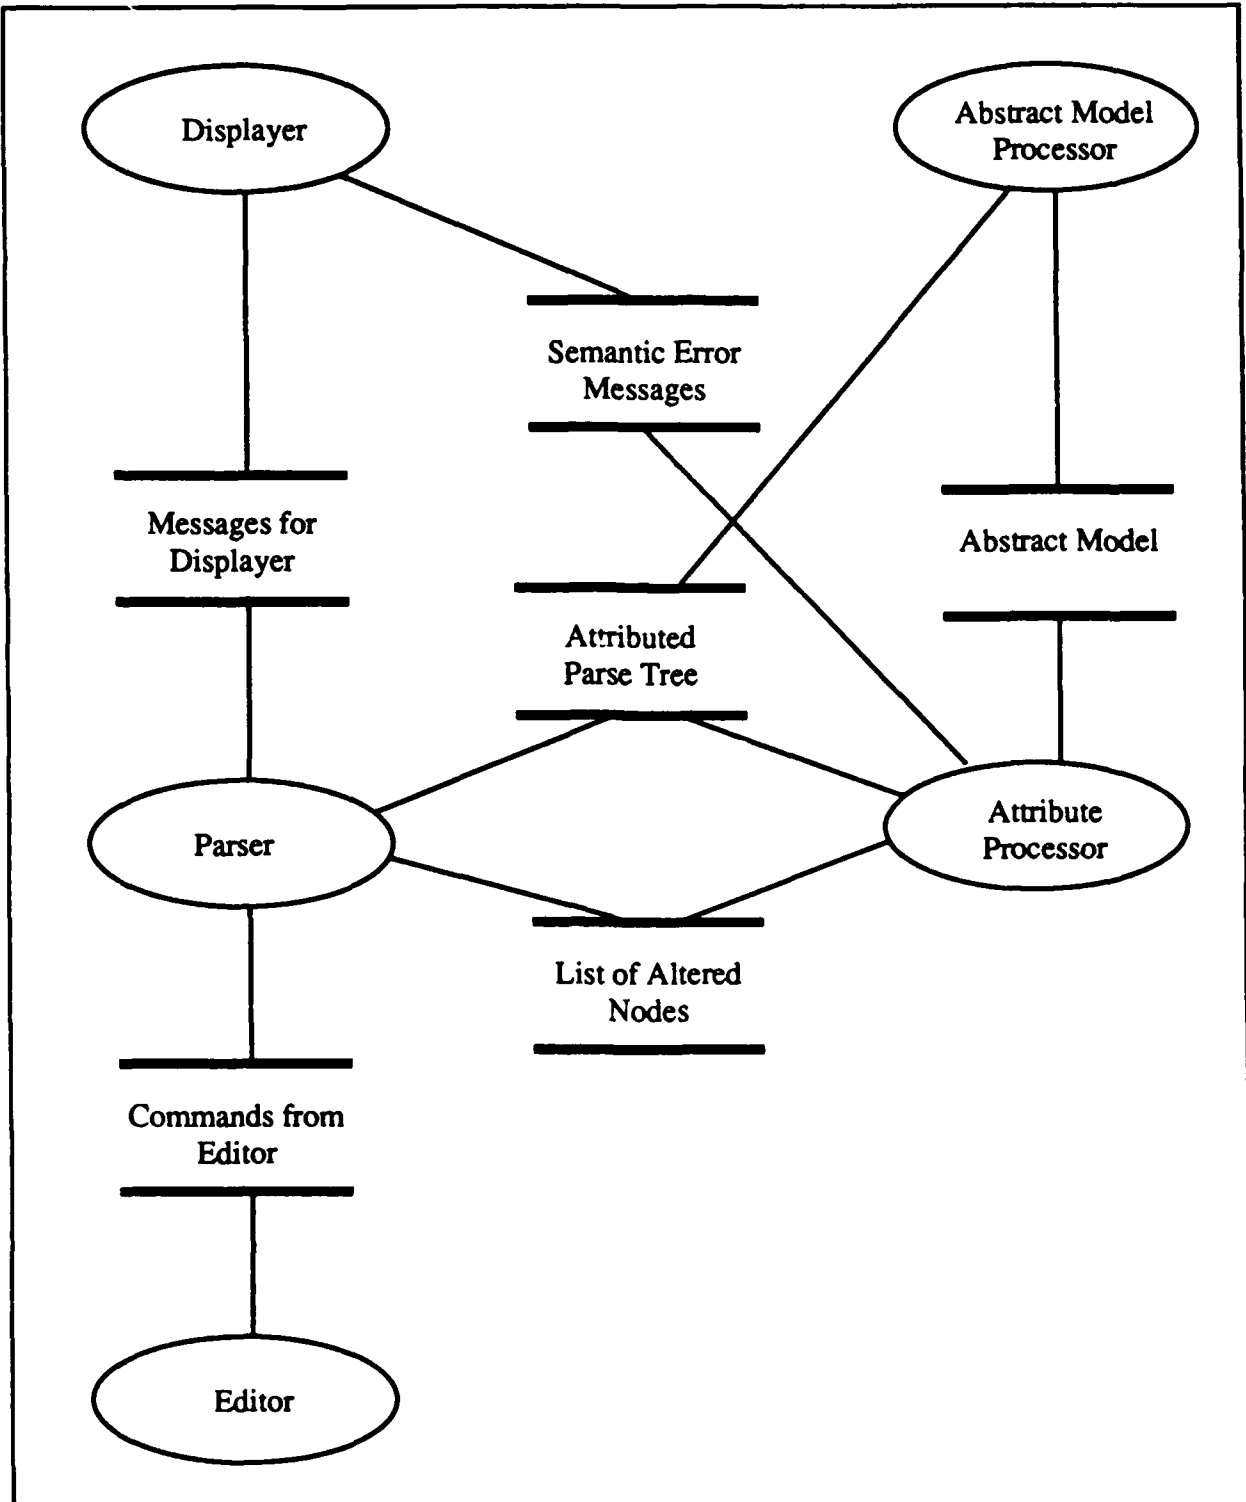 Displayer
Abstract Model
Processor
Semantic Error
Messages
Messages for
Displayer
Abstract Model
Attributed
Parse Tree
Parser
Attribute
Processor
List of Altered
Nodes
Commands from
Editor
Editor